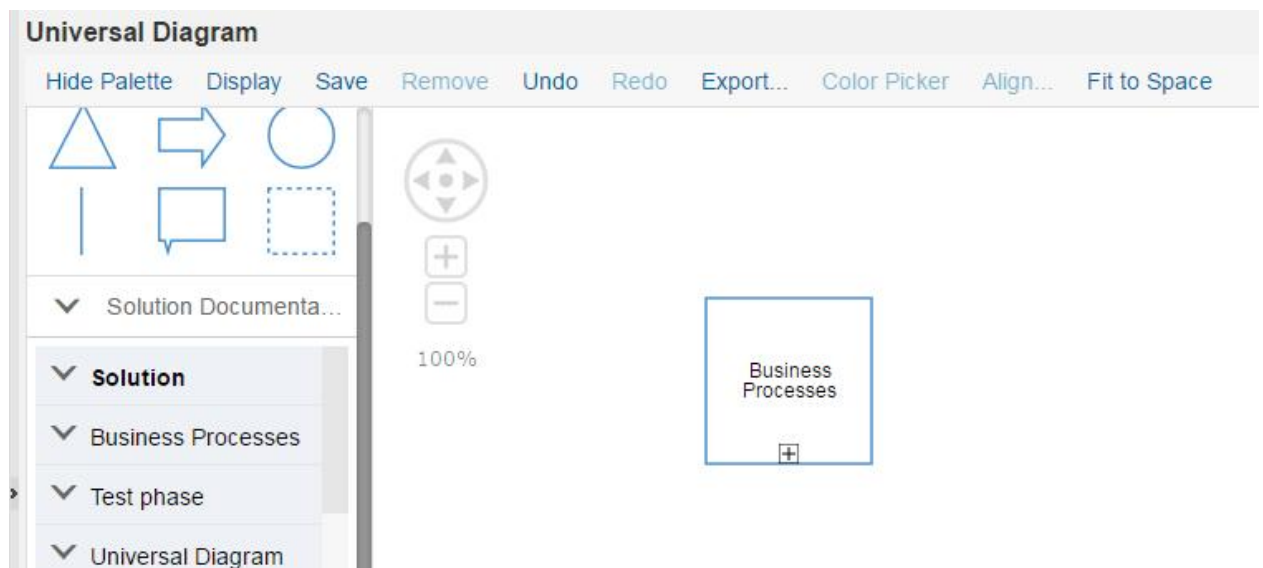 Universal Diagram
Hide Palette Display Save Remove Undo Redo Export... Color Picker Align... Fit to Space
Solution Documenta...
100%
Solution
Business Processes
Test phase
Universal Diagram
Business
Processes